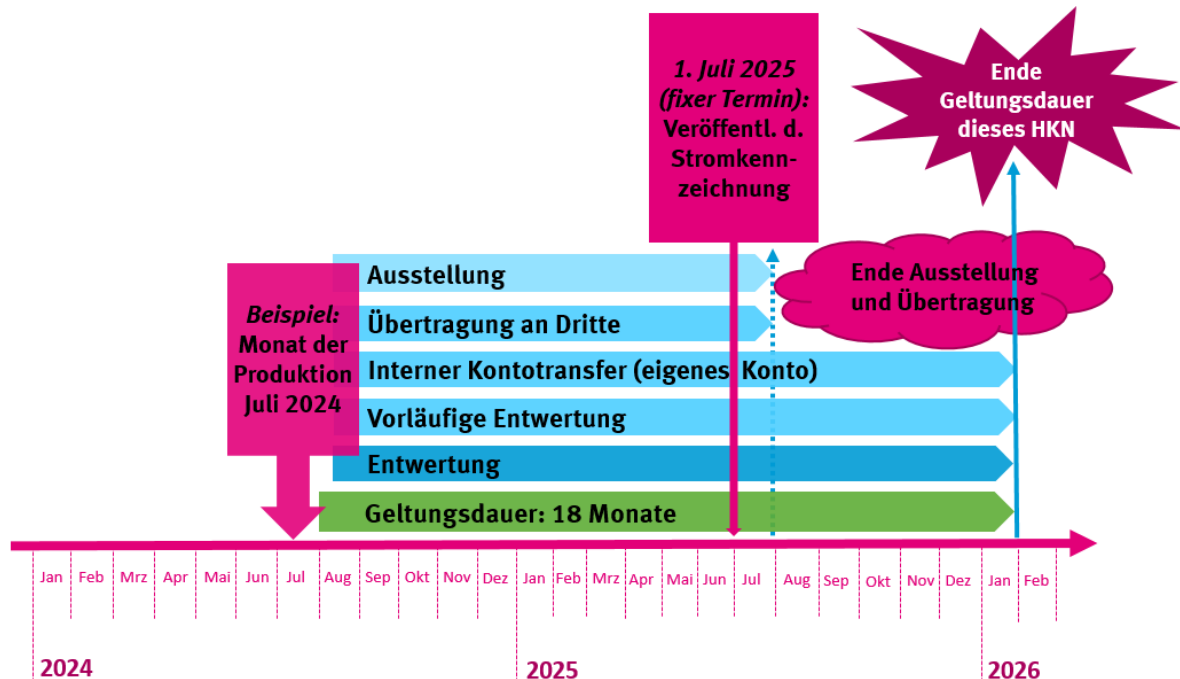 1. Juli 2025
(fixer Termin):
Veröffentl. d.
Stromkenn-
zeichnung
Ende
Geltungsdauer
dieses HKN
Ende Ausstellung
und Übertragung
Beispiel:
Monat der
Produktion
Juli 2024
Ausstellung
Übertragung an Dritte
Interner Kontotransfer (eigenes Konto)
Vorläufige Entwertung
Entwertung
Geltungsdauer: 18 Monate
Jan Feb Mrz Apr Mai Jun Jul Aug Sep Okt Nov Dez Jan Feb Mrz Apr Mai Jun Jul Aug Sep Okt Nov Dez Jan Feb
2024 2025 2026